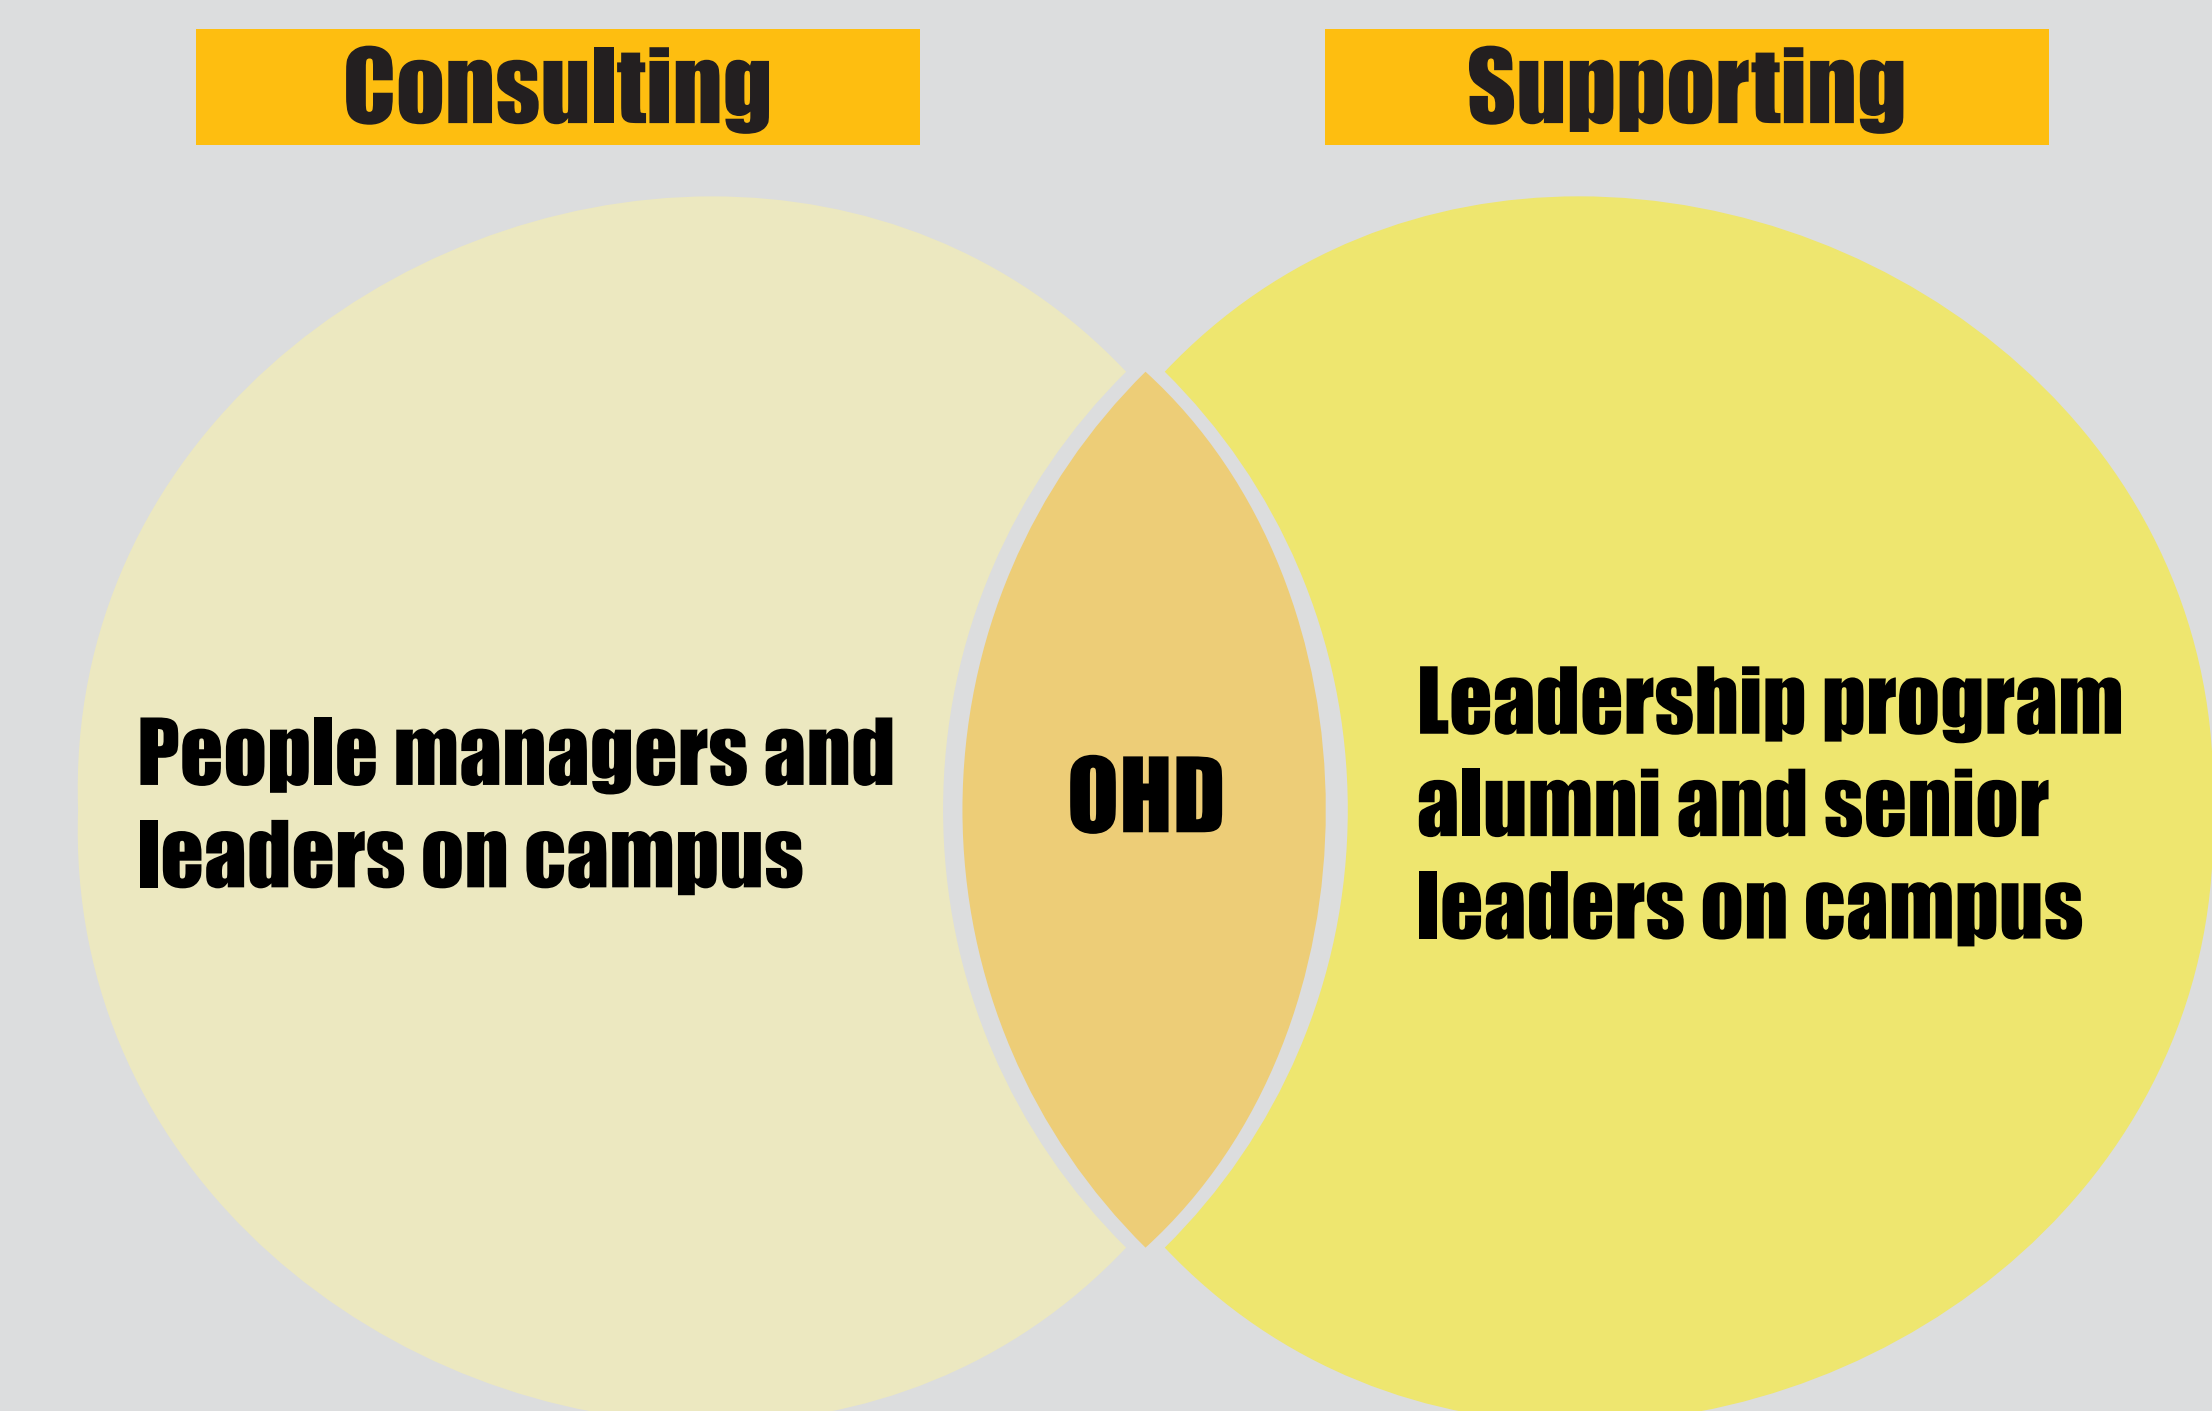 Consulting
Supporting
People managers and
leaders on campus
OHD
Leadership program
alumni and senior
leaders on campus